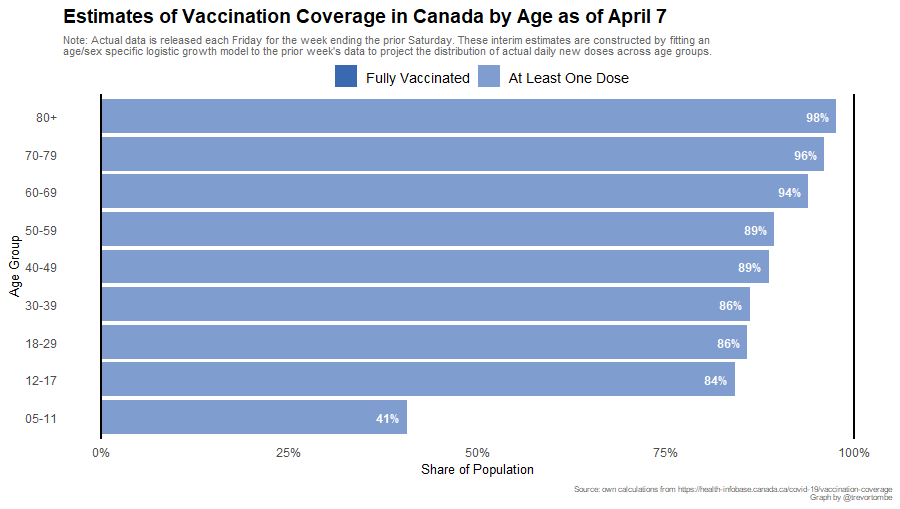 Estimates of Vaccination Coverage in Canada by Age as of April 7
Note: Actual data is released each Friday for the week ending the prior Saturday. These interim estimates are constructed by fitting an
age/sex specific logistic growth model to the prior week's data to project the distribution of actual daily new doses across age groups.
Fully Vaccinated At Least One Dose
80+ 98%
70-79 96%
60-69 94%
50-59 89%
40-49 89%
30-39 86%
18-29 86%
12-17 84%
05-11 41%
Age Group
0% 25% 50% 75% 100%
Share of Population
Source: own calculations from https://health-infobase.canada.ca/covid-19/vaccination-coverage
Graph by @trevortombe